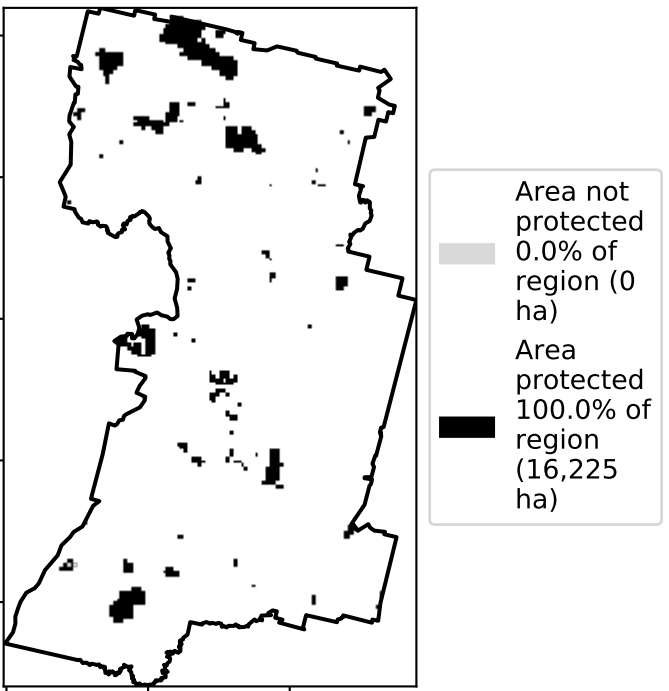 Area not
protected
0.0% of
region (0
ha)
Area
protected
100.0% of
region
(16,225
ha)